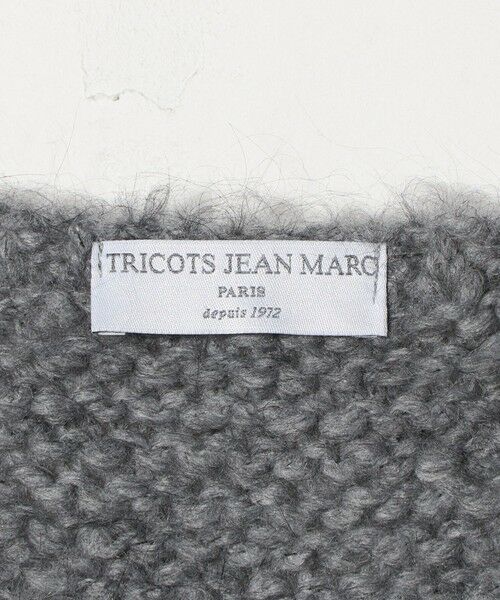 TRICOTS JEAN MARC
PARIS
depuis 1972